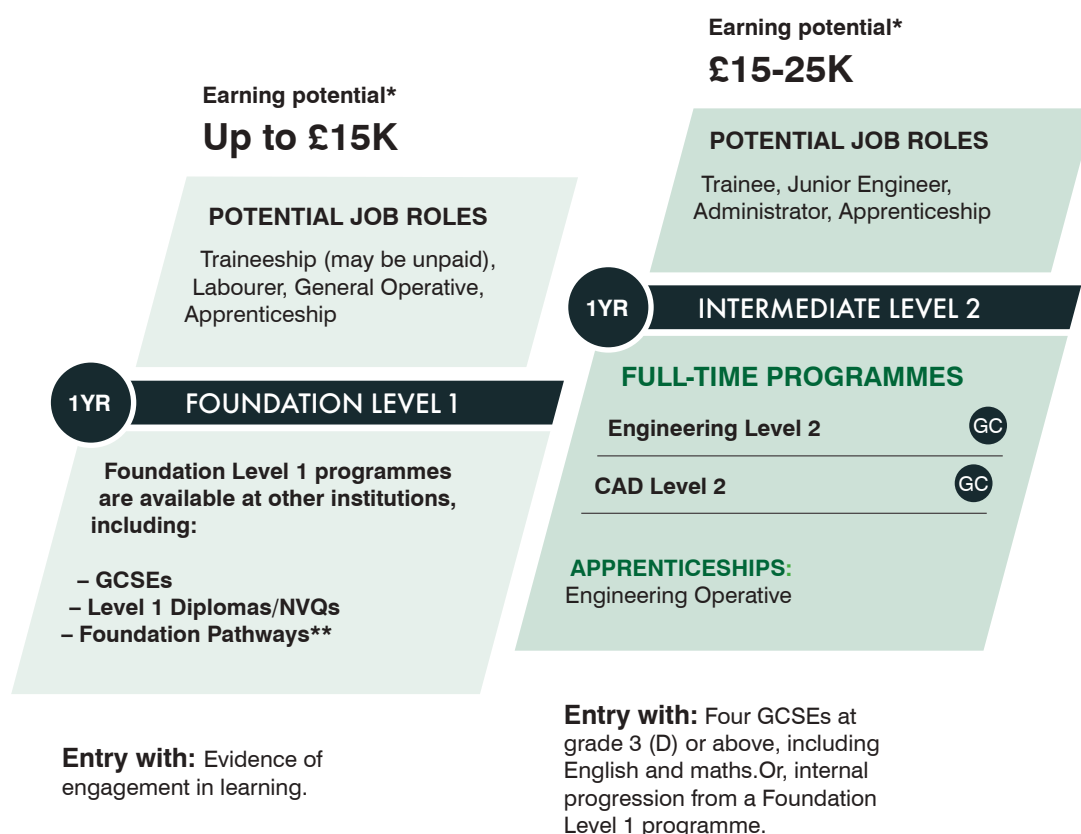 Earning potential*
Up to £15K
POTENTIAL JOB ROLES
Traineeship (may be unpaid),
Labourer, General Operative,
Apprenticeship
1YR
FOUNDATION LEVEL 1
Foundation Level 1 programmes
are available at other institutions,
including:
– GCSEs
– Level 1 Diplomas/NVQs
– Foundation Pathways**
Entry with: Evidence of
engagement in learning.
Earning potential*
£15-25K
POTENTIAL JOB ROLES
Trainee, Junior Engineer,
Administrator, Apprenticeship
1YR
INTERMEDIATE LEVEL 2
FULL-TIME PROGRAMMES
Engineering Level 2 GC
CAD Level 2 GC
APPRENTICESHIPS:
Engineering Operative
Entry with: Four GCSEs at
grade 3 (D) or above, including
English and maths.Or, internal
progression from a Foundation
Level 1 programme.